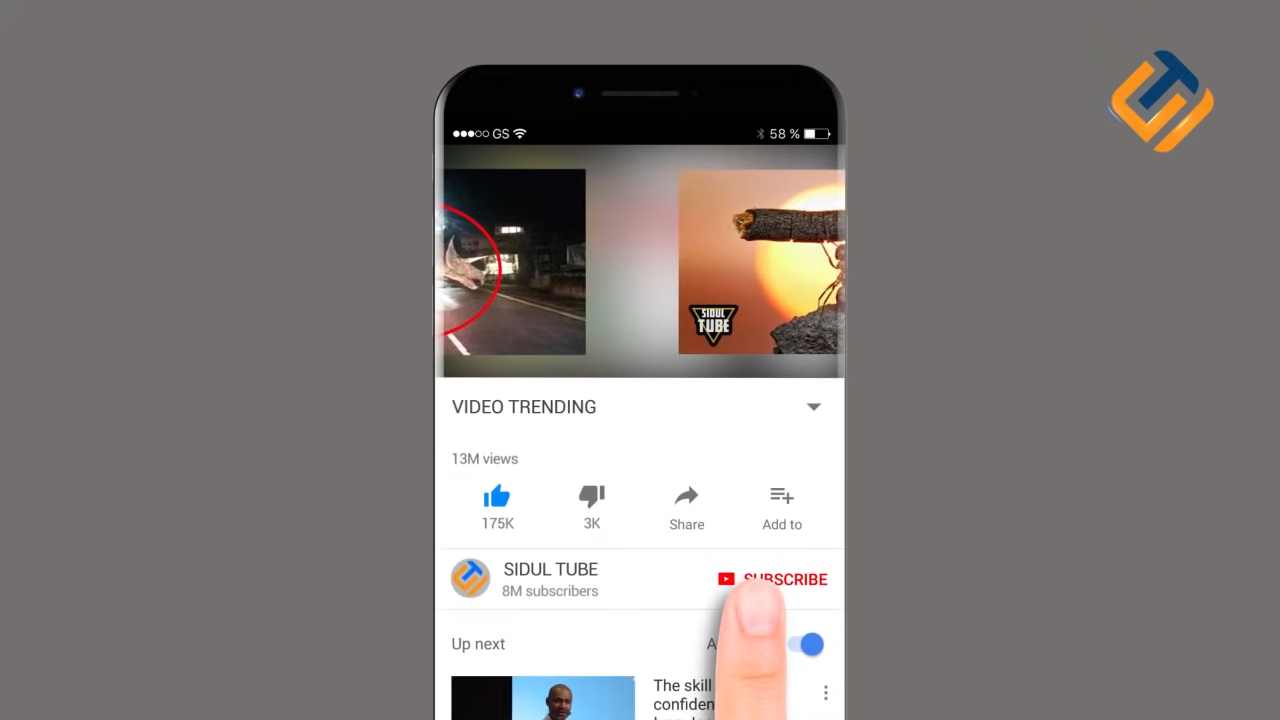 GS
58 %
SIDUL
TUBE
VIDEO TRENDING
13M views
175K
3K
Share
Add to
SIDUL TUBE
8M subscribers
SUBSCRIBE
Up next
The skill